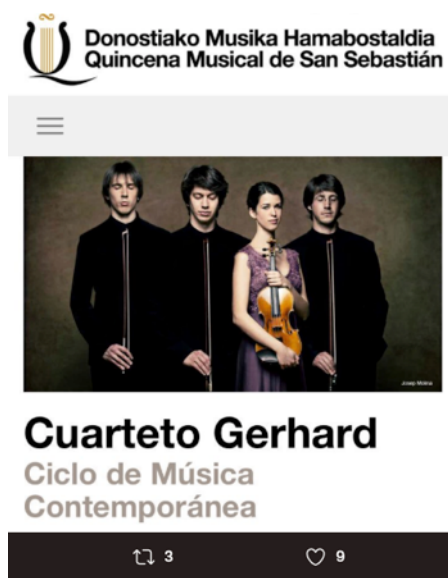 Donostiako Musika Hamabostaldia
Quincena Musical de San Sebastián
Josep Molina
Cuarteto Gerhard
Ciclo de Música
Contemporánea
3 9